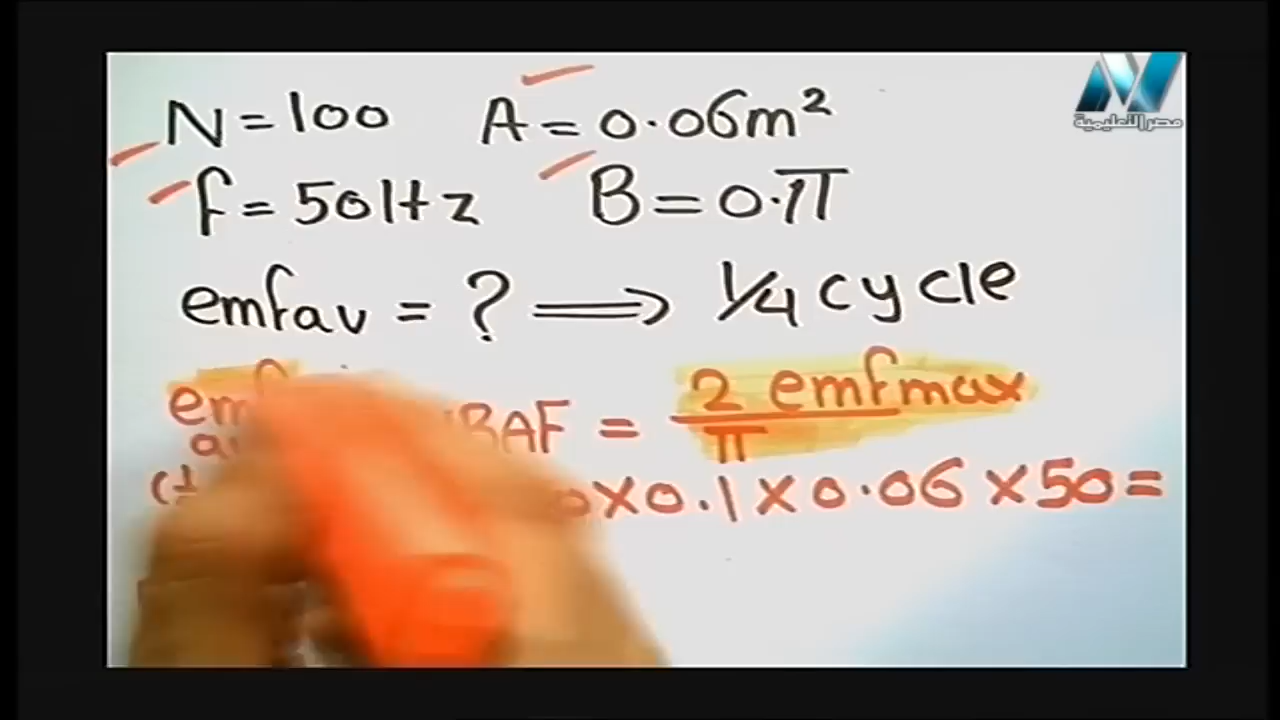 N = 100 A = 0.06m²
f = 50Hz B = 0.π
emfav = ? ⟹ 1/4 cycle
BAF = 2 emfmax / π
×0.1×0.06×50=
مصر التعليمية